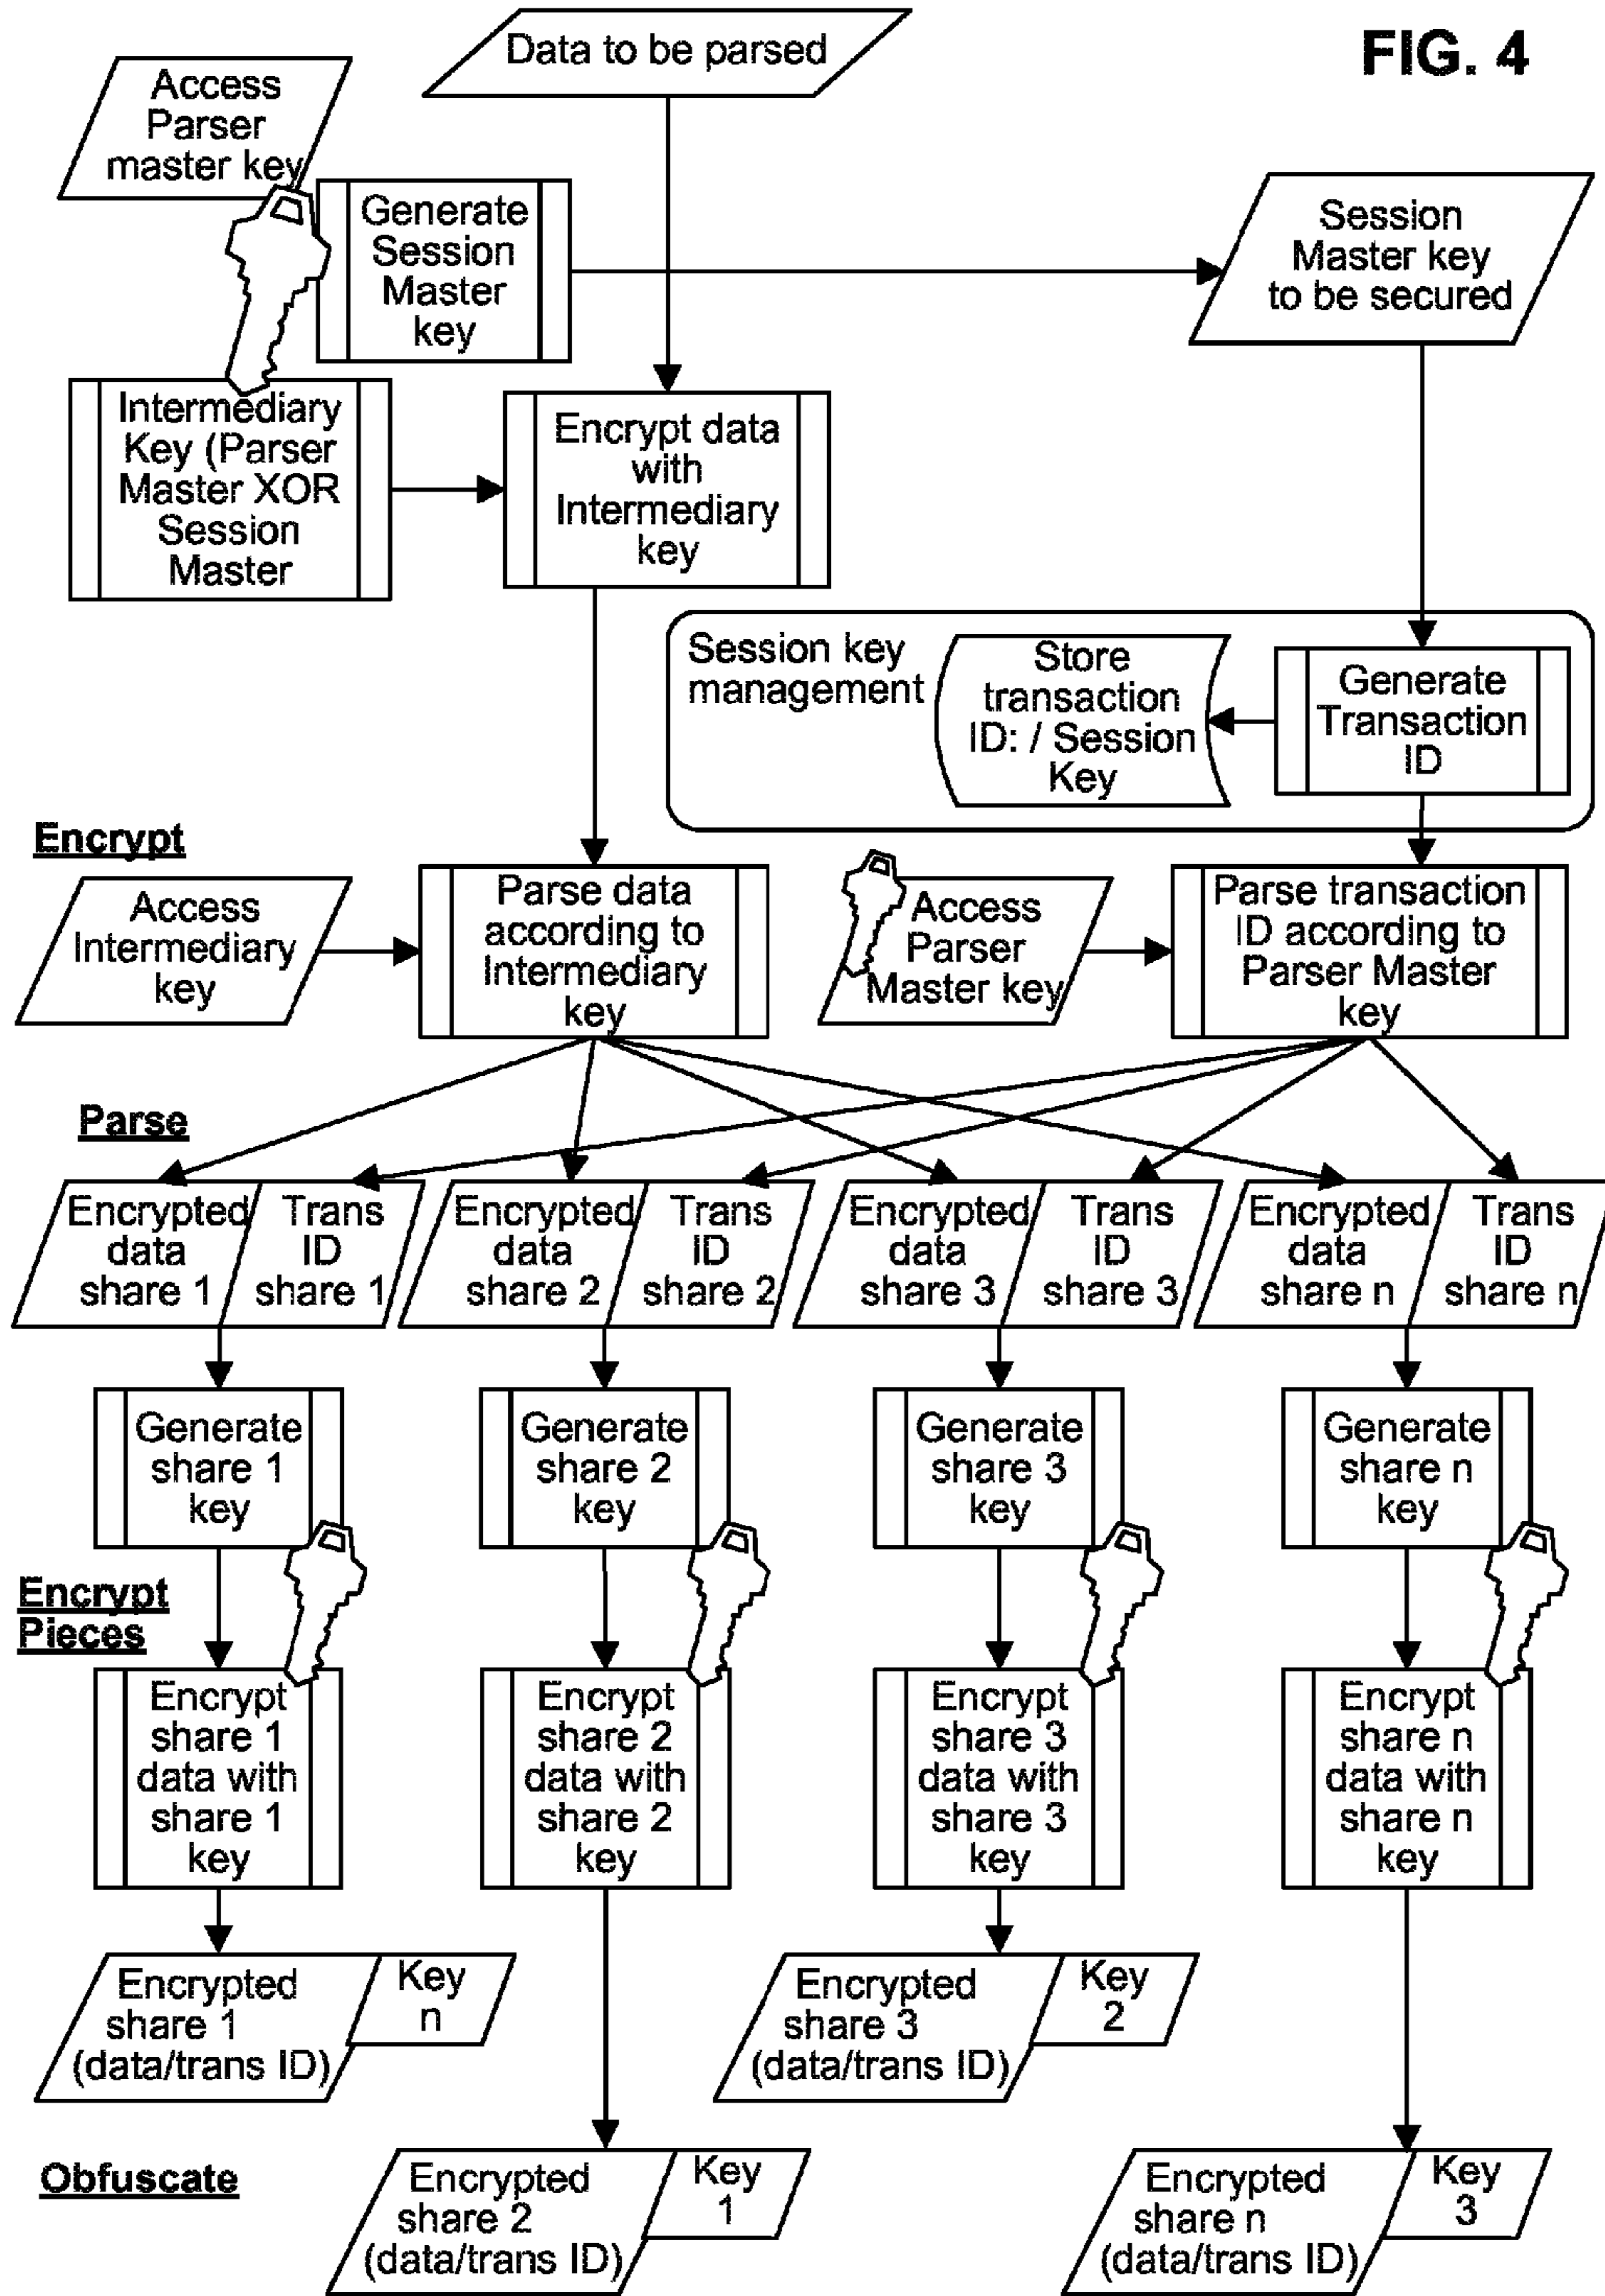 FIG. 4
Data to be parsed
Access
Parser
master key
Generate
Session
Master
key
Session
Master key
to be secured
Intermediary
Key (Parser
Master XOR
Session
Master
Encrypt data
with
Intermediary
key
Session key
management
Store
transaction
ID: / Session
Key
Generate
Transaction
ID
Encrypt
Access
Intermediary
key
Parse data
according to
Intermediary
key
Access
Parser
Master key
Parse transaction
ID according to
Parser Master
key
Parse
Encrypted
data
share 1
Trans
ID
share 1
Encrypted
data
share 2
Trans
ID
share 2
Encrypted
data
share 3
Trans
ID
share 3
Encrypted
data
share n
Trans
ID
share n
Generate
share 1
key
Generate
share 2
key
Generate
share 3
key
Generate
share n
key
Encrypt
Pieces
Encrypt
share 1
data with
share 1
key
Encrypt
share 2
data with
share 2
key
Encrypt
share 3
data with
share 3
key
Encrypt
share n
data with
share n
key
Encrypted
share 1
(data/trans ID)
Key
n
Encrypted
share 3
(data/trans ID)
Key
2
Obfuscate
Encrypted
share 2
(data/trans ID)
Key
1
Encrypted
share n
(data/trans ID)
Key
3